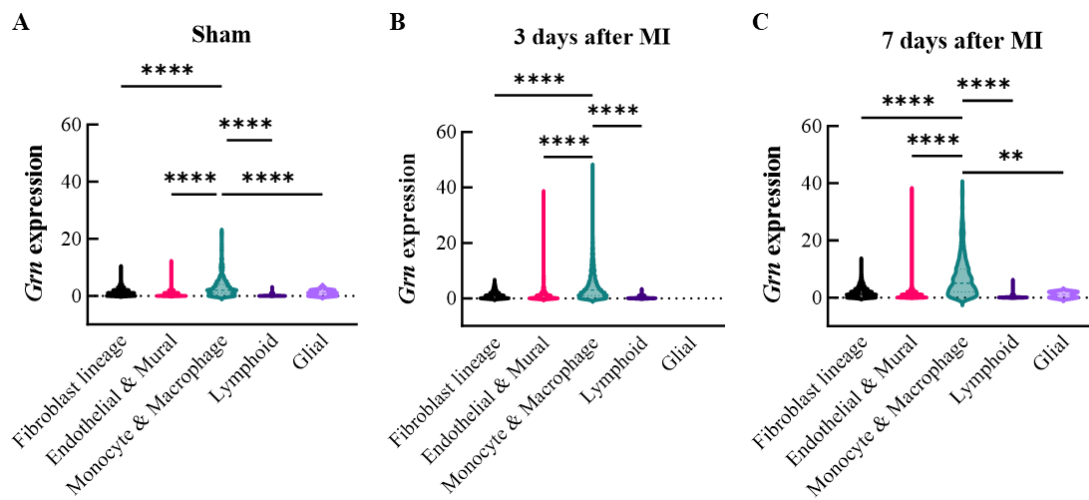 A
Sham
****
****
****
****
Grn expression
60
40
20
0
Fibroblast lineage
Endothelial & Mural
Monocyte & Macrophage
Lymphoid
Glial
B
3 days after MI
****
****
****
Grn expression
60
40
20
0
Fibroblast lineage
Endothelial & Mural
Monocyte & Macrophage
Lymphoid
Glial
C
7 days after MI
****
****
****
**
Grn expression
60
40
20
0
Fibroblast lineage
Endothelial & Mural
Monocyte & Macrophage
Lymphoid
Glial